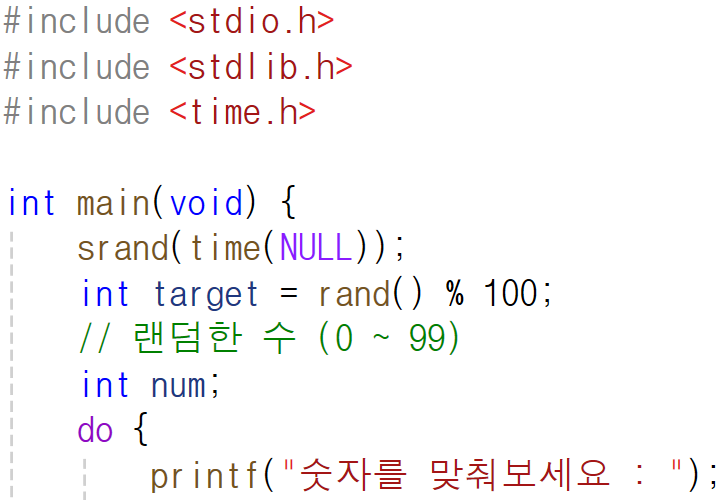 #include <stdio.h>
#include <stdlib.h>
#include <time.h>
int main(void) {
srand(time(NULL));
int target = rand() % 100;
// 랜덤한 수 (0 ~ 99)
int num;
do {
printf("숫자를 맞춰보세요 : ");